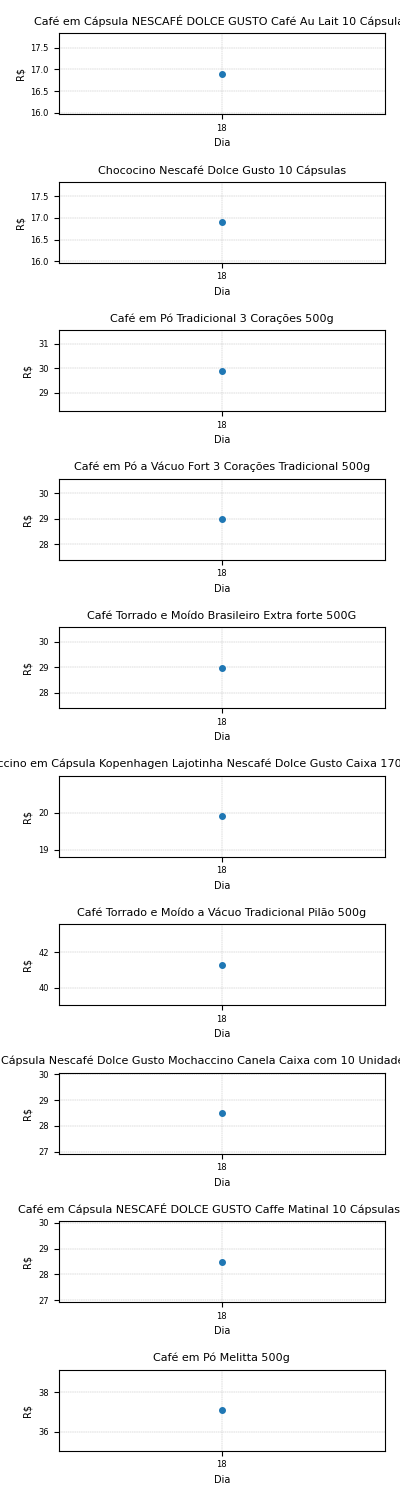 Café em Cápsula NESCAFÉ DOLCE GUSTO Café Au Lait 10 Cápsula
17.5
17.0
16.5
16.0
R$
18
Dia
Chococino Nescafé Dolce Gusto 10 Cápsulas
17.5
17.0
16.5
16.0
R$
18
Dia
Café em Pó Tradicional 3 Corações 500g
31
30
29
R$
18
Dia
Café em Pó a Vácuo Fort 3 Corações Tradicional 500g
30
29
28
R$
18
Dia
Café Torrado e Moído Brasileiro Extra forte 500G
30
29
28
R$
18
Dia
ccino em Cápsula Kopenhagen Lajotinha Nescafé Dolce Gusto Caixa 170
20
19
R$
18
Dia
Café Torrado e Moído a Vácuo Tradicional Pilão 500g
42
40
R$
18
Dia
Cápsula Nescafé Dolce Gusto Mochaccino Canela Caixa com 10 Unidade
30
29
28
27
R$
18
Dia
Café em Cápsula NESCAFÉ DOLCE GUSTO Caffe Matinal 10 Cápsulas
30
29
28
27
R$
18
Dia
Café em Pó Melitta 500g
38
36
R$
18
Dia